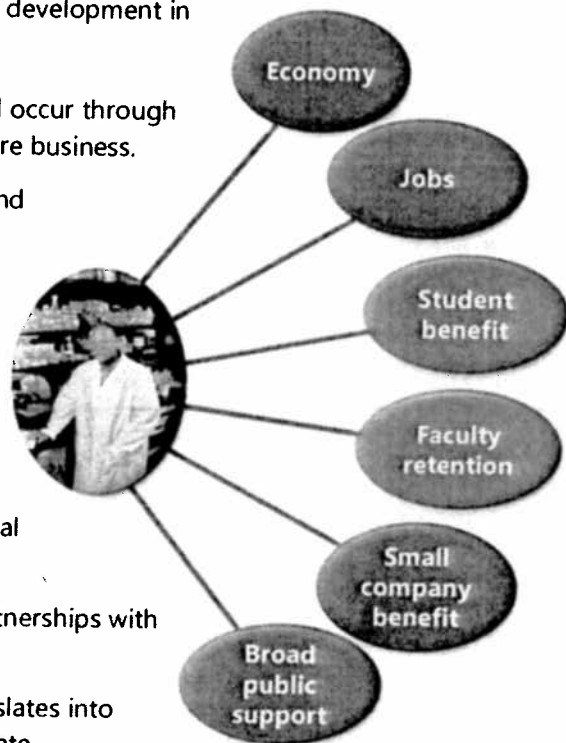 development in
Economy
occur through
re business.
Jobs
nd
Student
benefit
Faculty
retention
al
Small
company
benefit
tnerships with
Broad
public
support
slates into